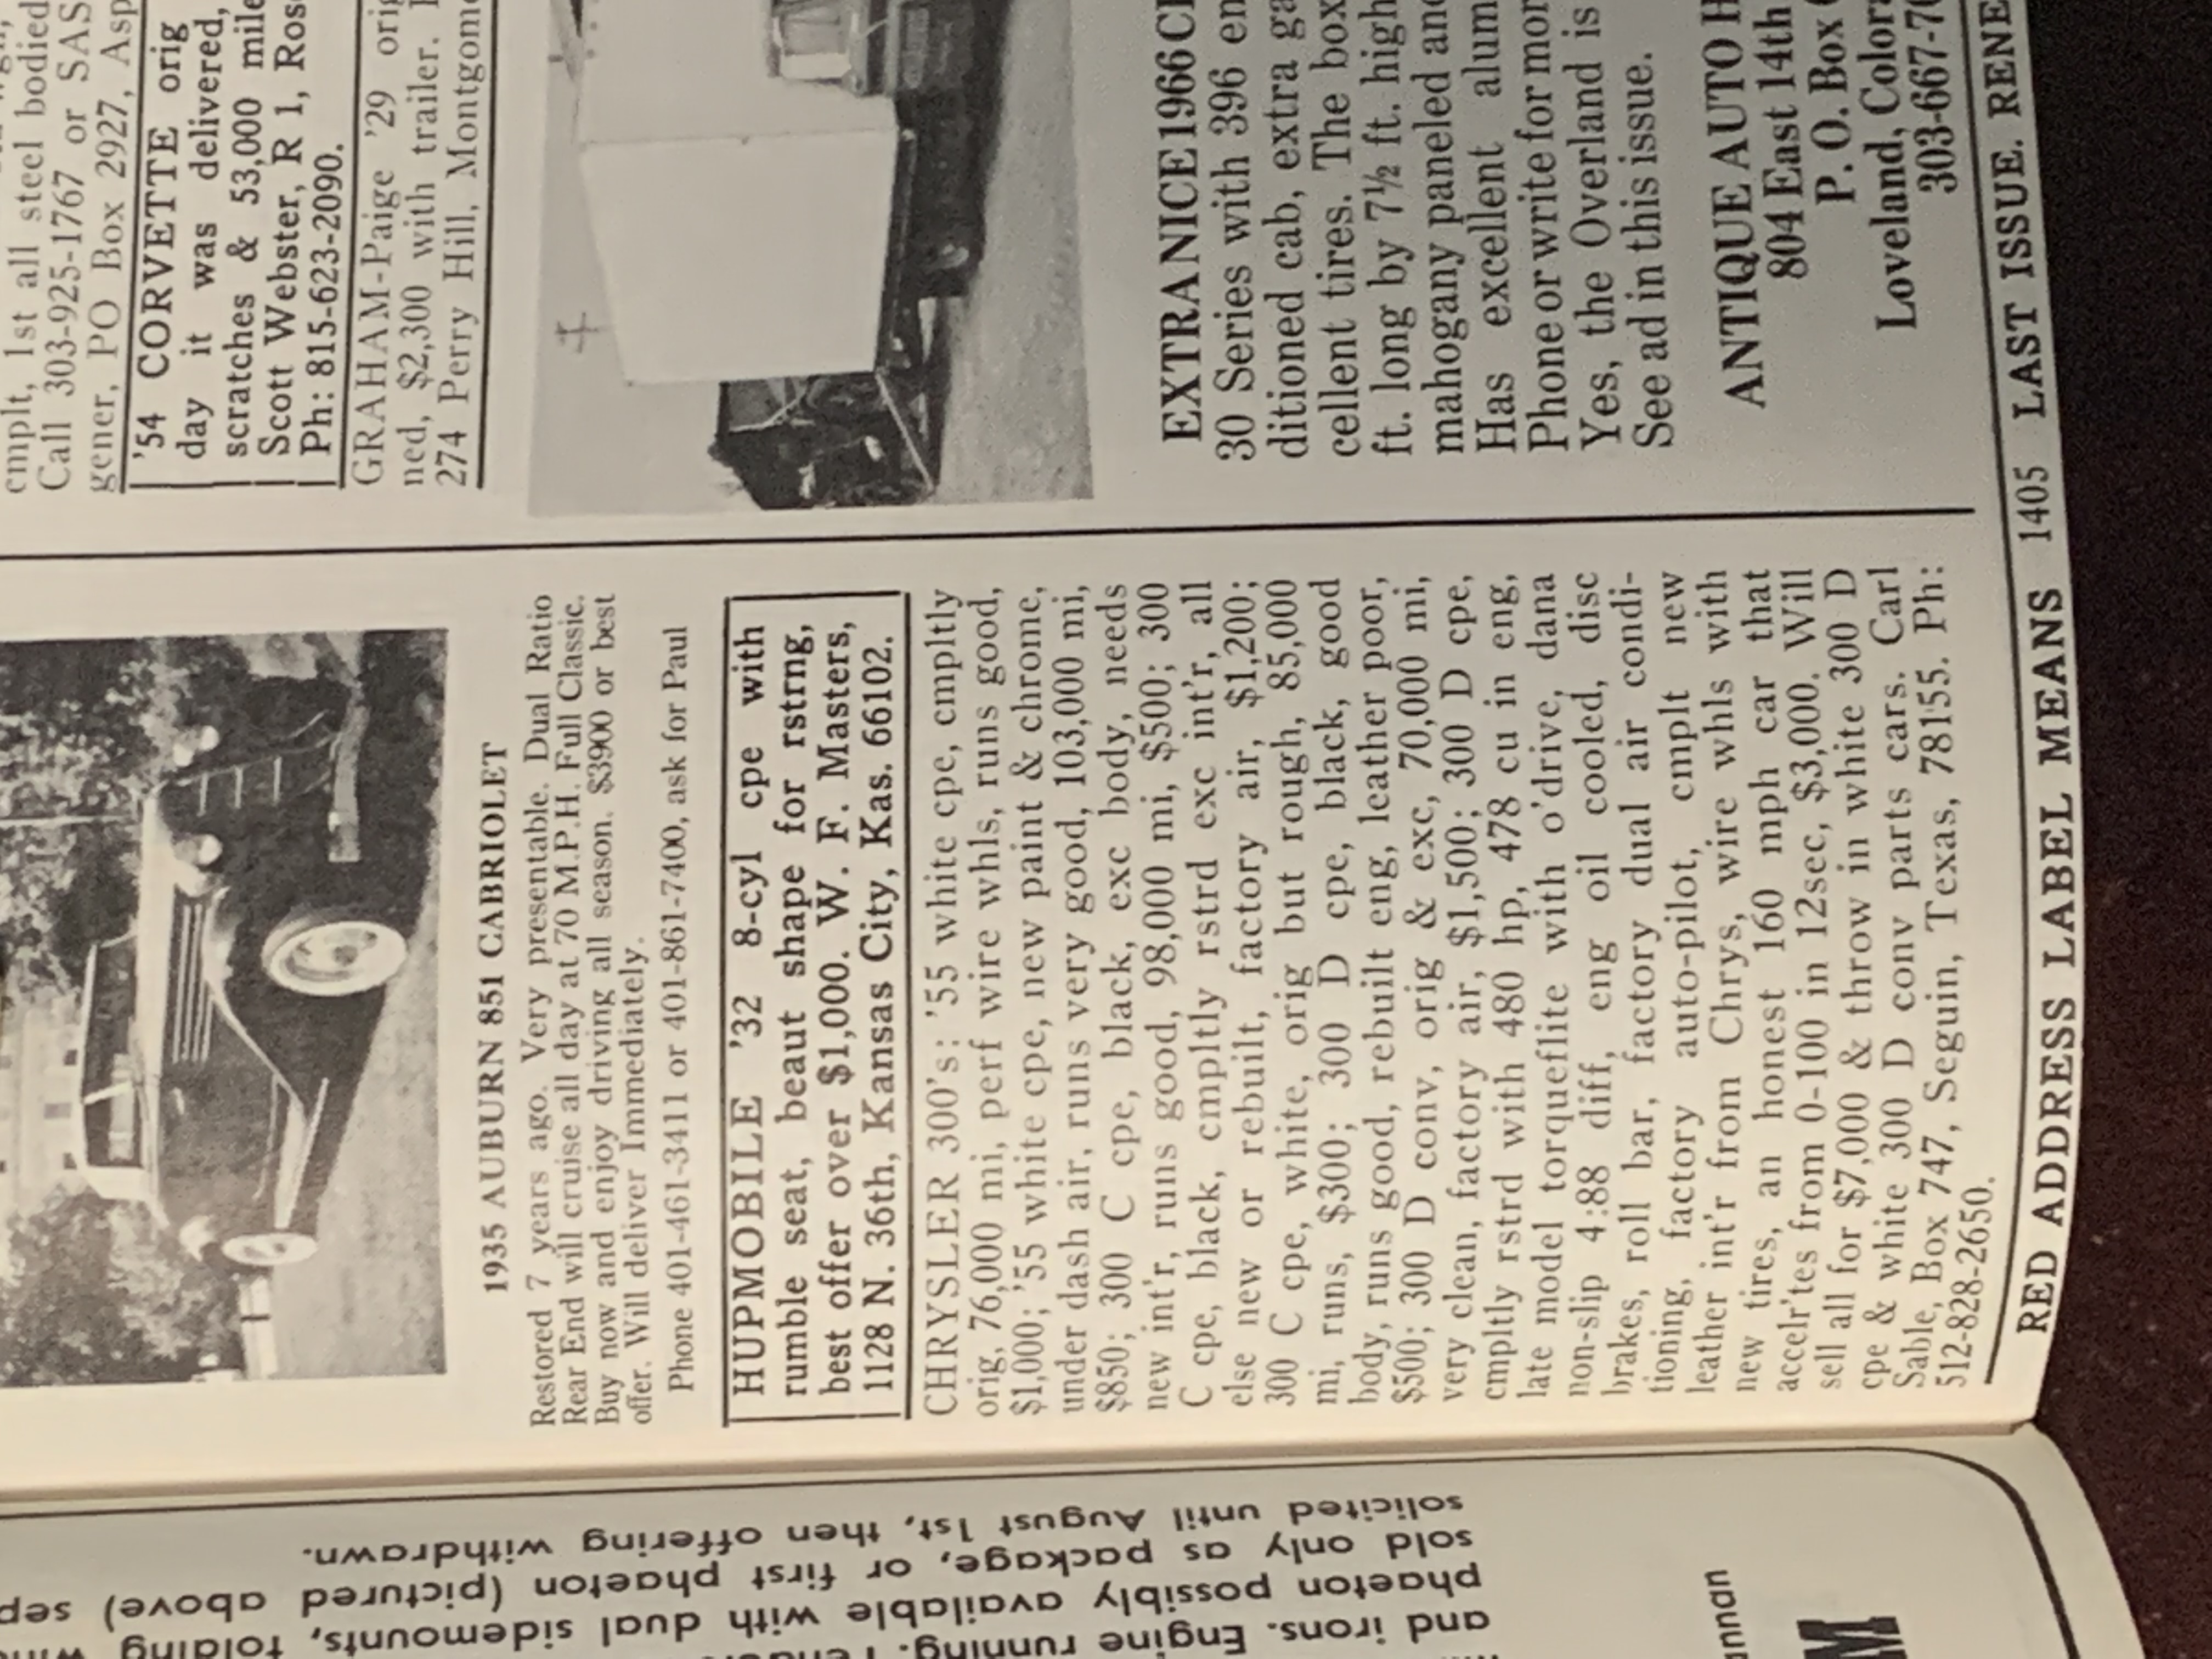 1935 AUBURN 851 CABRIOLET
Restored 7 years ago. Very presentable. Dual Ratio
Rear End will cruise all day at 70 M.P.H. Full Classic.
Buy now and enjoy driving all season. $3900 or best
offer. Will deliver Immediately.
Phone 401-461-3411 or 401-861-7400, ask for Paul
HUPMOBILE '32 8-cyl cpe with
rumble seat, beaut shape for rstrng,
best offer over $1,000. W. F. Masters,
1128 N. 36th, Kansas City, Kas. 66102.
CHRYSLER 300's: '55 white cpe, cmpltly
orig, 76,000 mi, perf wire whls, runs good,
$1,000; '55 white cpe, new paint & chrome,
under dash air, runs very good, 103,000 mi,
$850; 300 C cpe, black, exc body, needs
new int'r, runs good, 98,000 mi, $500; 300
C cpe, black, cmpltly rstrd exc int'r, all
else new or rebuilt, factory air, $1,200;
300 C cpe, white, orig but rough, 85,000
mi, runs, $300; 300 D cpe, black, good
body, runs good, rebuilt eng, leather poor,
$500; 300 D conv, orig & exc, 70,000 mi,
very clean, factory air, $1,500; 300 D cpe,
cmpltly rstrd with 480 hp, 478 cu in eng,
late model torqueflite with o'drive, dana
non-slip 4:88 diff, eng oil cooled, disc
brakes, roll bar, factory dual air condi-
tioning, factory auto-pilot, cmplt new
leather int'r from Chrys, wire whls with
new tires, an honest 160 mph car that
accelr'tes from 0-100 in 12sec, $3,000. Will
sell all for $7,000 & throw in white 300 D
cpe & white 300 D conv parts cars. Carl
Sable, Box 747, Seguin, Texas, 78155. Ph:
512-828-2650.
cmplt, 1st all steel bodied
Call 303-925-1767 or SAS
gener, PO Box 2927, Asp
'54 CORVETTE orig
day it was delivered,
scratches & 53,000 mile
Scott Webster, R 1, Ros
Ph: 815-623-2090.
GRAHAM-Paige '29 orig
ned, $2,300 with trailer.
274 Perry Hill, Montgome
EXTRA NICE 1966 CH
30 Series with 396 en
ditioned cab, extra ga
cellent tires. The box
ft. long by 7½ ft. high
mahogany paneled and
Has excellent alum
Phone or write for mor
Yes, the Overland is
See ad in this issue.
ANTIQUE AUTO H
804 East 14th
P. O. Box
Loveland, Color
303-667-70
RED ADDRESS LABEL MEANS 1405 LAST ISSUE. RENE
and irons. Engine running.
phaeton possibly available with dual sidemounts, folding
sold only as package, or first phaeton (pictured above) sep
solicited until August 1st, then offering withdrawn.
nnan
M